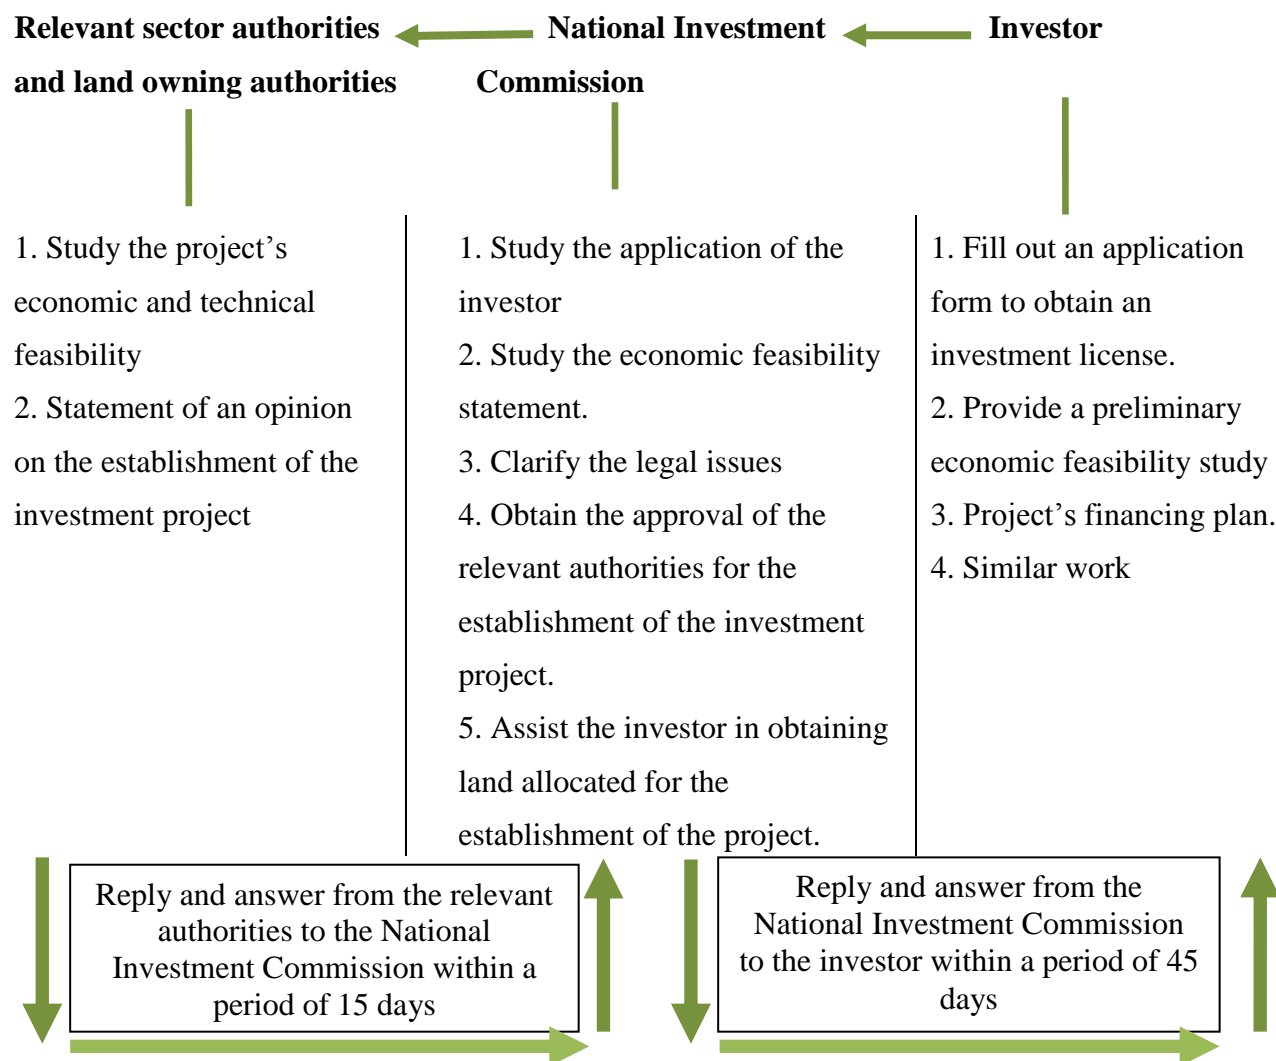 Relevant sector authorities
and land owning authorities
National Investment
Commission
Investor
1. Study the project’s
economic and technical
feasibility
2. Statement of an opinion
on the establishment of the
investment project
1. Study the application of the
investor
2. Study the economic feasibility
statement.
3. Clarify the legal issues
4. Obtain the approval of the
relevant authorities for the
establishment of the investment
project.
5. Assist the investor in obtaining
land allocated for the
establishment of the project.
1. Fill out an application
form to obtain an
investment license.
2. Provide a preliminary
economic feasibility study
3. Project’s financing plan.
4. Similar work
Reply and answer from the relevant
authorities to the National
Investment Commission within a
period of 15 days
Reply and answer from the
National Investment Commission
to the investor within a period of 45
days